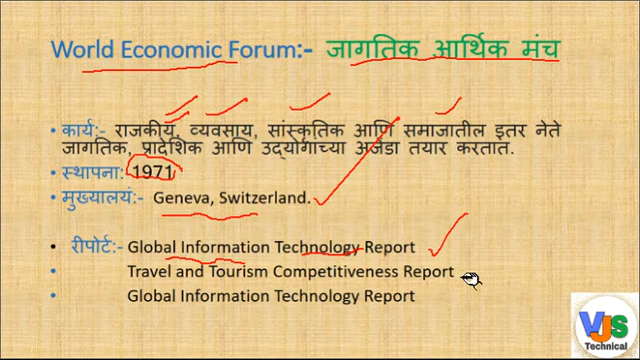 World Economic Forum:- जागतिक आर्थिक मंच
• कार्य:- राजकीय, व्यवसाय, सांस्कृतिक आणि समाजातील इतर नेते
जागतिक, प्रादेशिक आणि उद्योगाच्या अजेंडा तयार करतात.
• स्थापना: 1971
• मुख्यालयं:- Geneva, Switzerland.
• रीपोर्ट:- Global Information Technology Report
• Travel and Tourism Competitiveness Report
• Global Information Technology Report
VJS
Technical